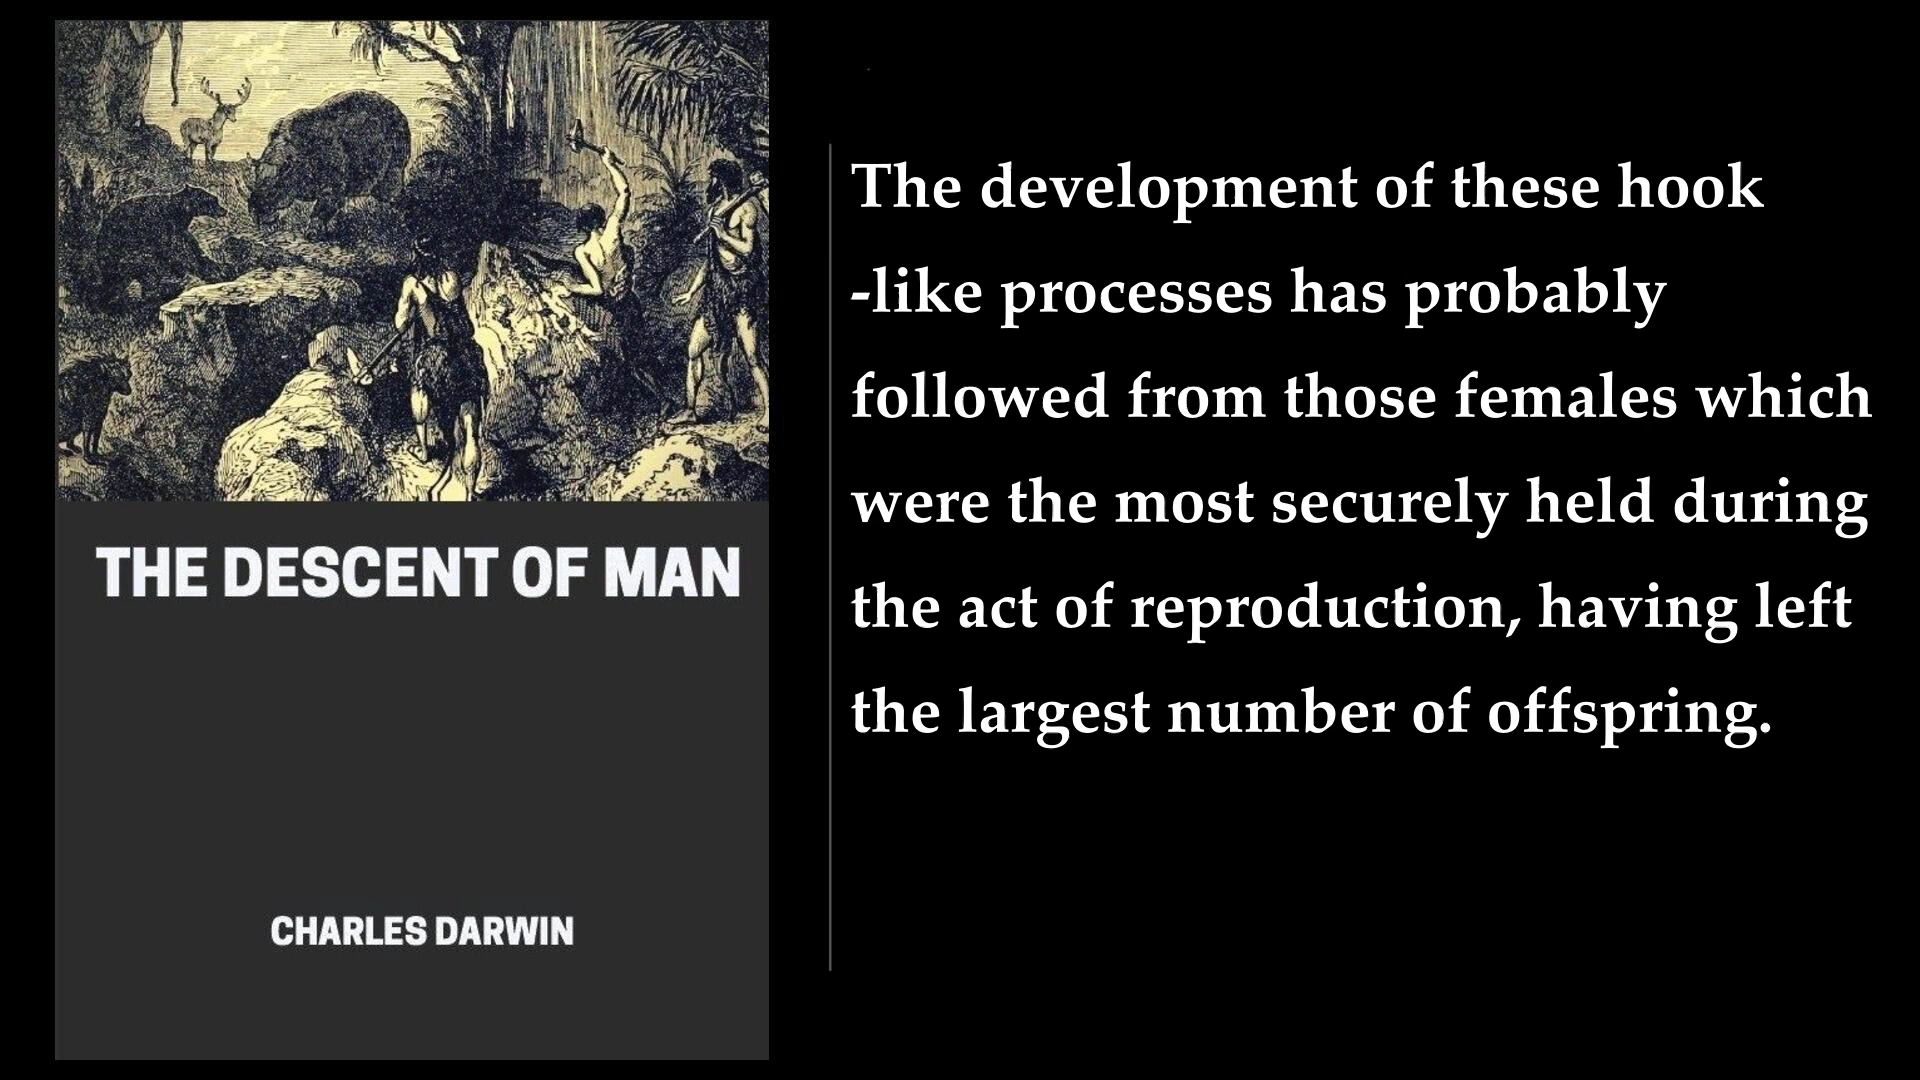 THE DESCENT OF MAN
CHARLES DARWIN
The development of these hook
-like processes has probably
followed from those females which
were the most securely held during
the act of reproduction, having left
the largest number of offspring.